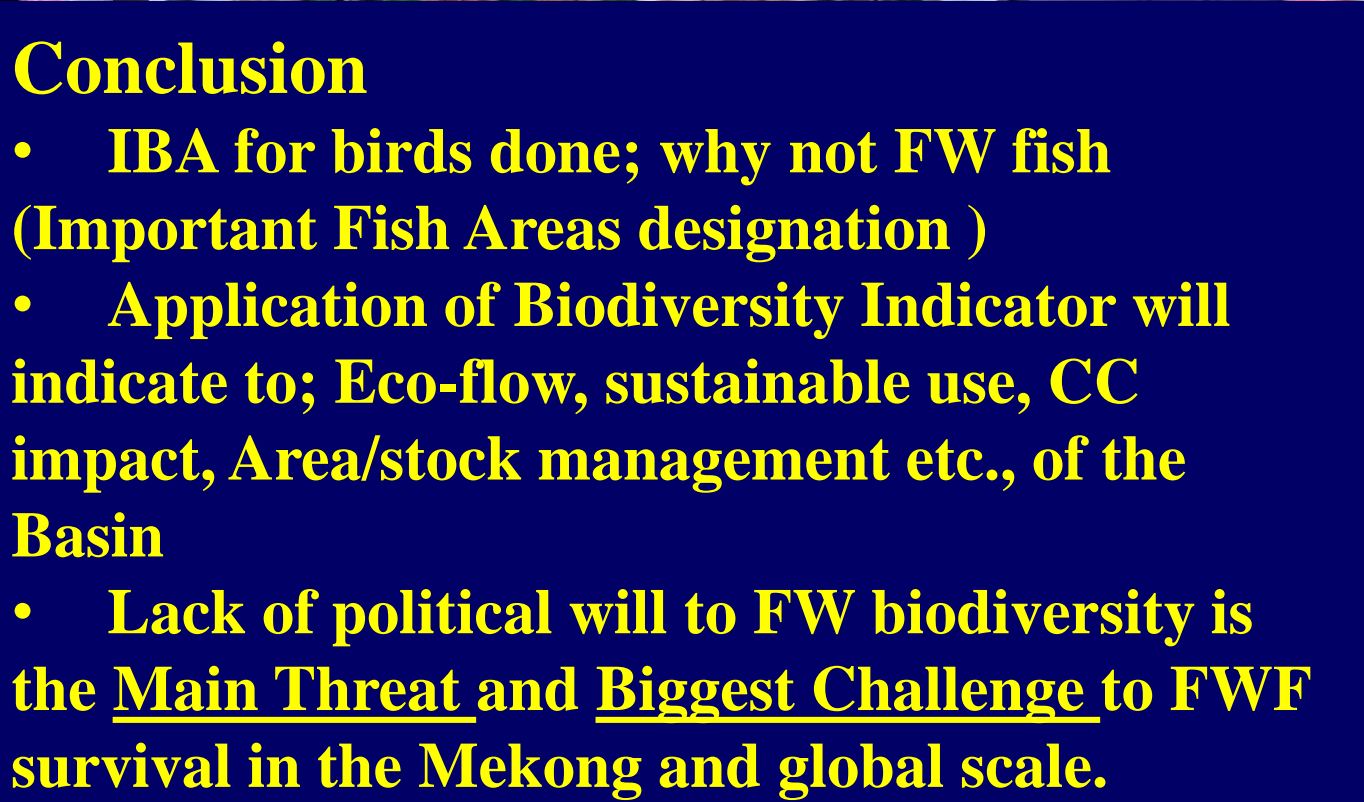 Conclusion
• IBA for birds done; why not FW fish
(Important Fish Areas designation )
• Application of Biodiversity Indicator will
indicate to; Eco-flow, sustainable use, CC
impact, Area/stock management etc., of the
Basin
• Lack of political will to FW biodiversity is
the Main Threat and Biggest Challenge to FWF
survival in the Mekong and global scale.